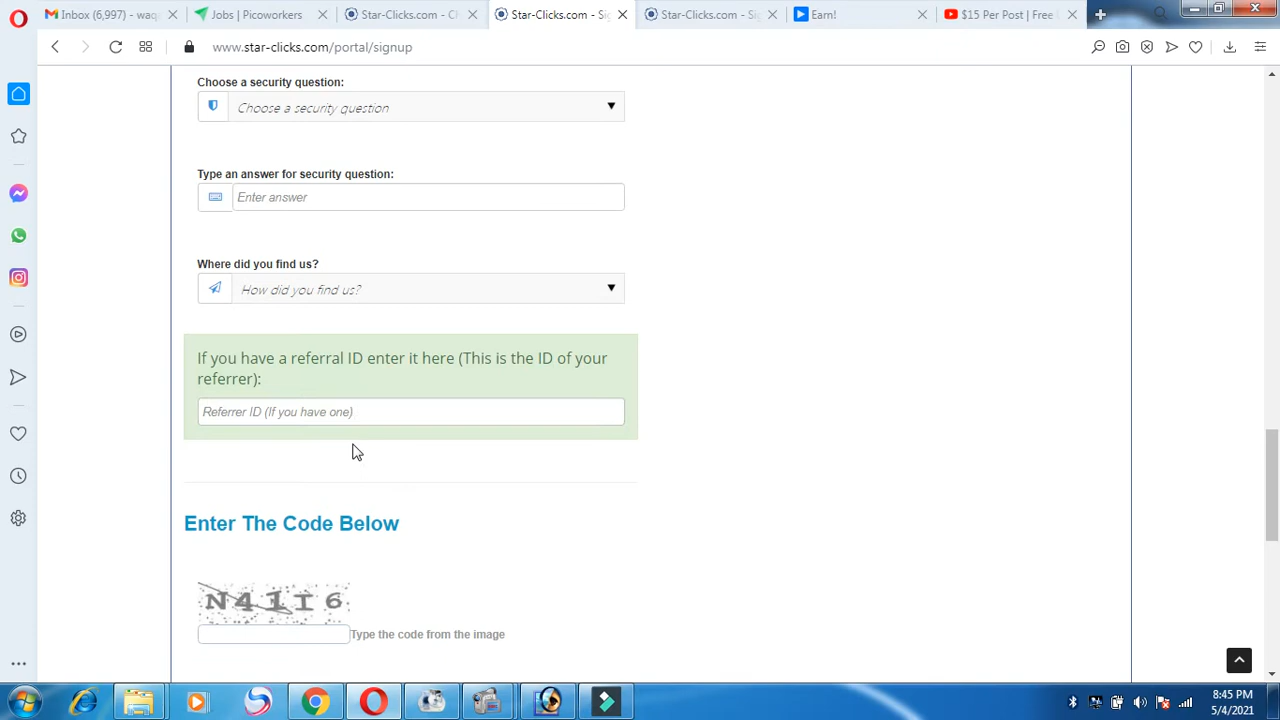 Inbox (6,997) - waq
Jobs | Picoworkers
Star-Clicks.com - C
Star-Clicks.com - Sig
Star-Clicks.com - Sig
Earn!
$15 Per Post | Free
www.star-clicks.com/portal/signup
Choose a security question:
Choose a security question
Type an answer for security question:
Enter answer
Where did you find us?
How did you find us?
If you have a referral ID enter it here (This is the ID of your
referrer):
Referrer ID (If you have one)
Enter The Code Below
N41I6
Type the code from the image
8:45 PM
5/4/2021